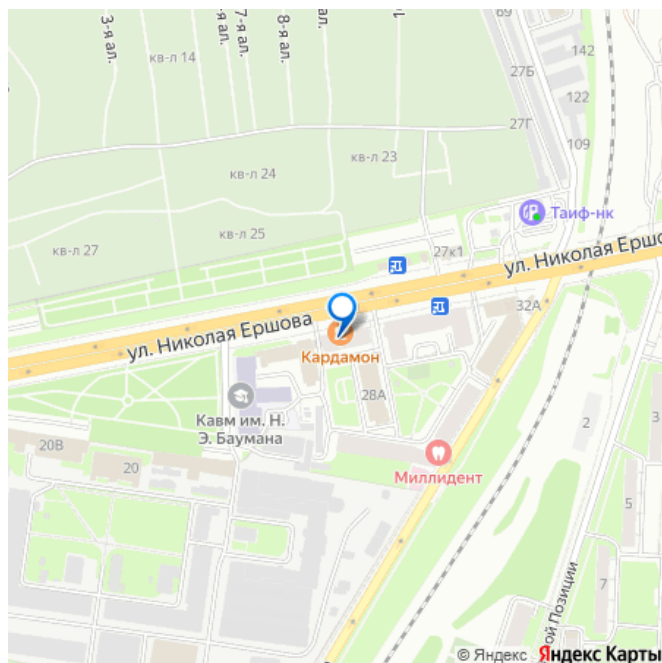 69
142
3-я ал.
7-я ал.
8-я ал.
кв-л 14
27Б
122
27Г
109
кв-л 23
кв-л 24
Таиф-нк
кв-л 25
кв-л 27
27к1
ул. Николая Ершо
32А
ул. Николая Ершова
Кардамон
28А
Кавм им. Н.
Э. Баумана
2
3
20В
20
Миллидент
5
7
ой Позиции
© Яндекс Яндекс Карты